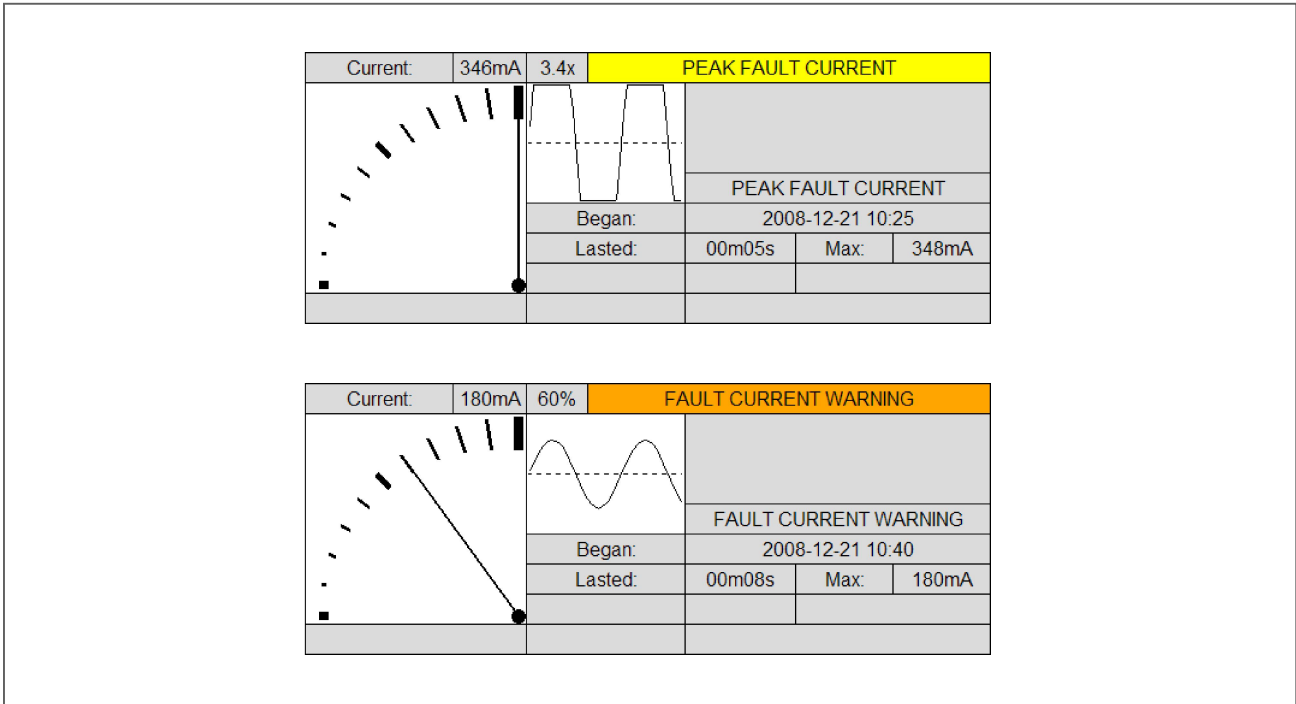 Current: 346mA 3.4x PEAK FAULT CURRENT
PEAK FAULT CURRENT
Began: 2008-12-21 10:25
Lasted: 00m05s Max: 348mA
Current: 180mA 60% FAULT CURRENT WARNING
FAULT CURRENT WARNING
Began: 2008-12-21 10:40
Lasted: 00m08s Max: 180mA